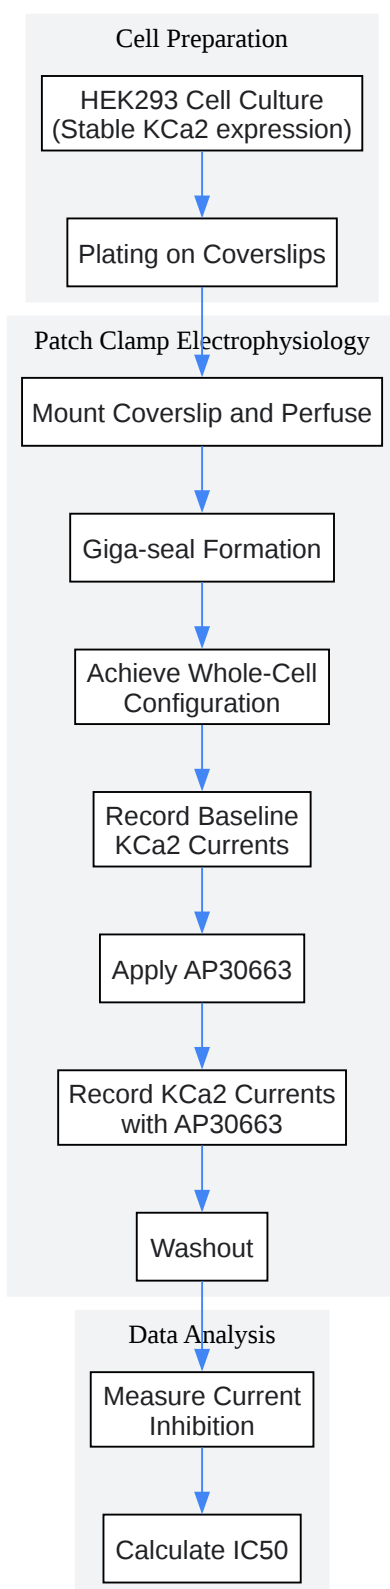 Cell Preparation
HEK293 Cell Culture
(Stable KCa2 expression)
Plating on Coverslips
Patch Clamp Electrophysiology
Mount Coverslip and Perfuse
Giga-seal Formation
Achieve Whole-Cell
Configuration
Record Baseline
KCa2 Currents
Apply AP30663
Record KCa2 Currents
with AP30663
Washout
Data Analysis
Measure Current
Inhibition
Calculate IC50